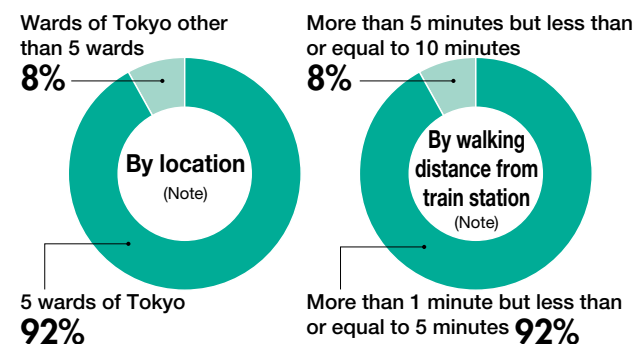 Wards of Tokyo other
than 5 wards
8%
By location
(Note)
5 wards of Tokyo
92%
More than 5 minutes but less than
or equal to 10 minutes
8%
By walking
distance from
train station
(Note)
More than 1 minute but less than
or equal to 5 minutes 92%